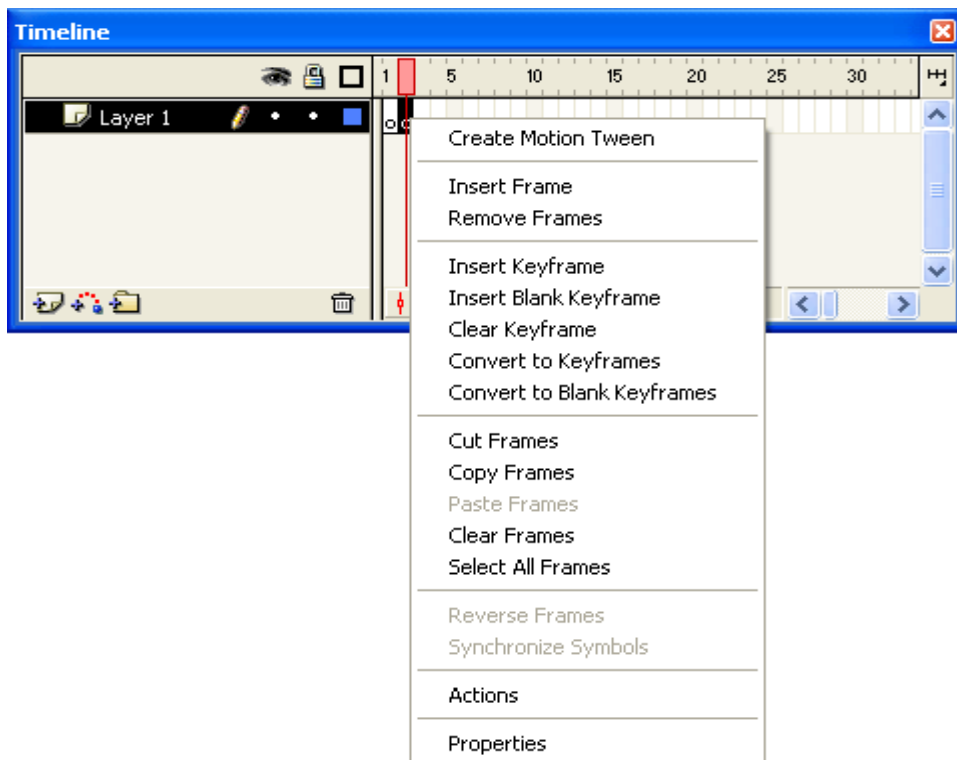 Timeline
1 5 10 15 20 25 30
Layer 1
Create Motion Tween
Insert Frame
Remove Frames
Insert Keyframe
Insert Blank Keyframe
Clear Keyframe
Convert to Keyframes
Convert to Blank Keyframes
Cut Frames
Copy Frames
Paste Frames
Clear Frames
Select All Frames
Reverse Frames
Synchronize Symbols
Actions
Properties